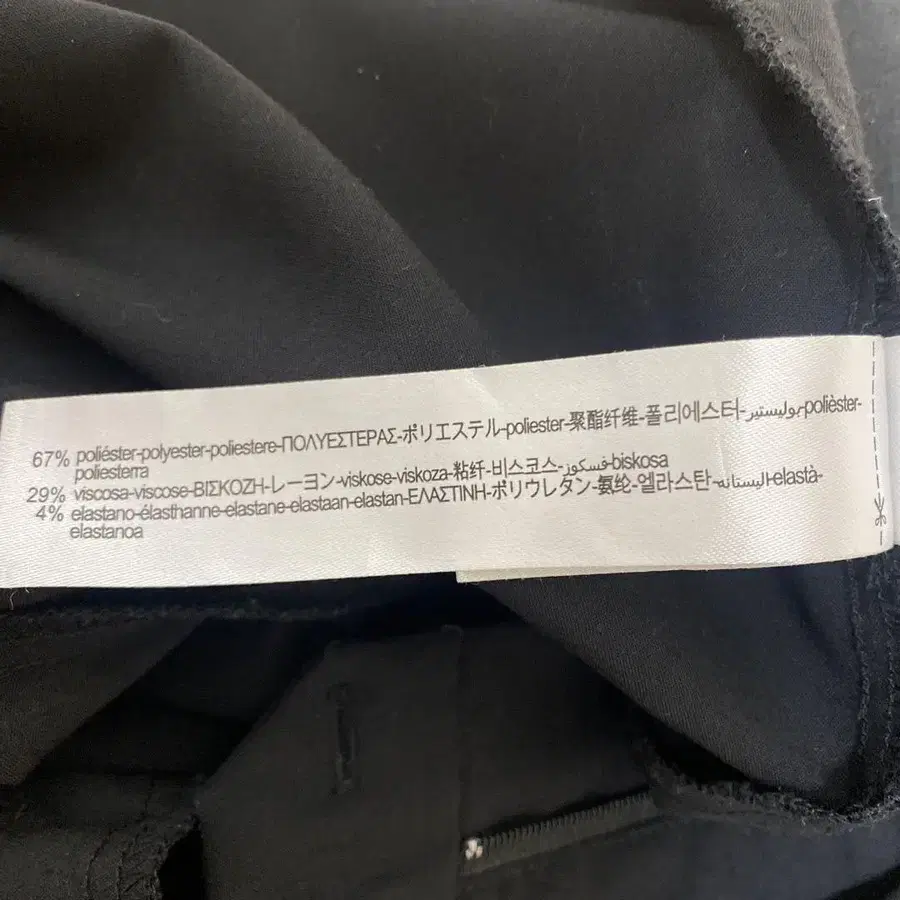 67% poliéster-polyester-poliestere-ΠΟΛΥΕΣΤΕΡΑΣ-ポリエステル-poliester-聚酯纤维-폴리에스터-بوليستير-polièster-
poliesterra
29% viscosa-viscose-ΒΙΣΚΟΖΗ-レーヨン-viskose-viskoza-粘纤-비스코스-فسكوز-biskosa
4% elastano-élasthanne-elastane-elastaan-elastan-ΕΛΑΣΤΙΝΗ-ポリウレタン-氨纶-엘라스탄-اليستانه-elastà-
elastanoa